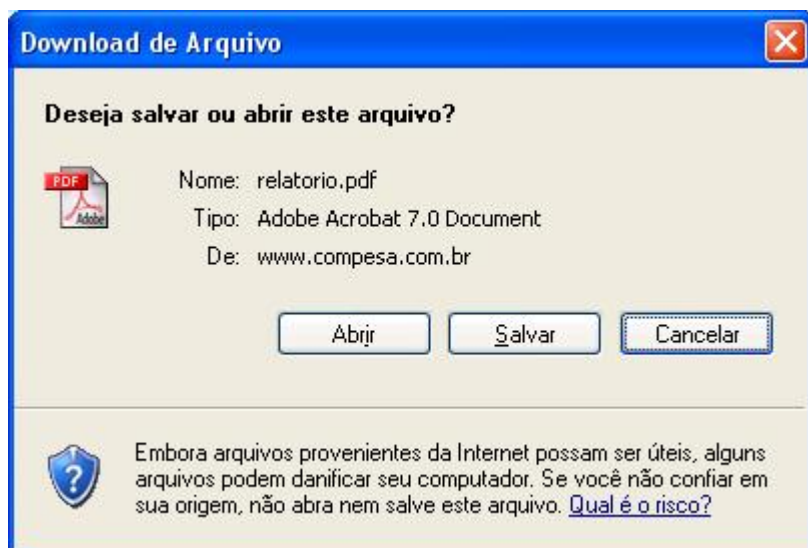 Download de Arquivo
Deseja salvar ou abrir este arquivo?
PDF
Adobe
Nome: relatorio.pdf
Tipo: Adobe Acrobat 7.0 Document
De: www.compesa.com.br
Abrir
Salvar
Cancelar
Embora arquivos provenientes da Internet possam ser úteis, alguns
arquivos podem danificar seu computador. Se você não confiar em
sua origem, não abra nem salve este arquivo. Qual é o risco?